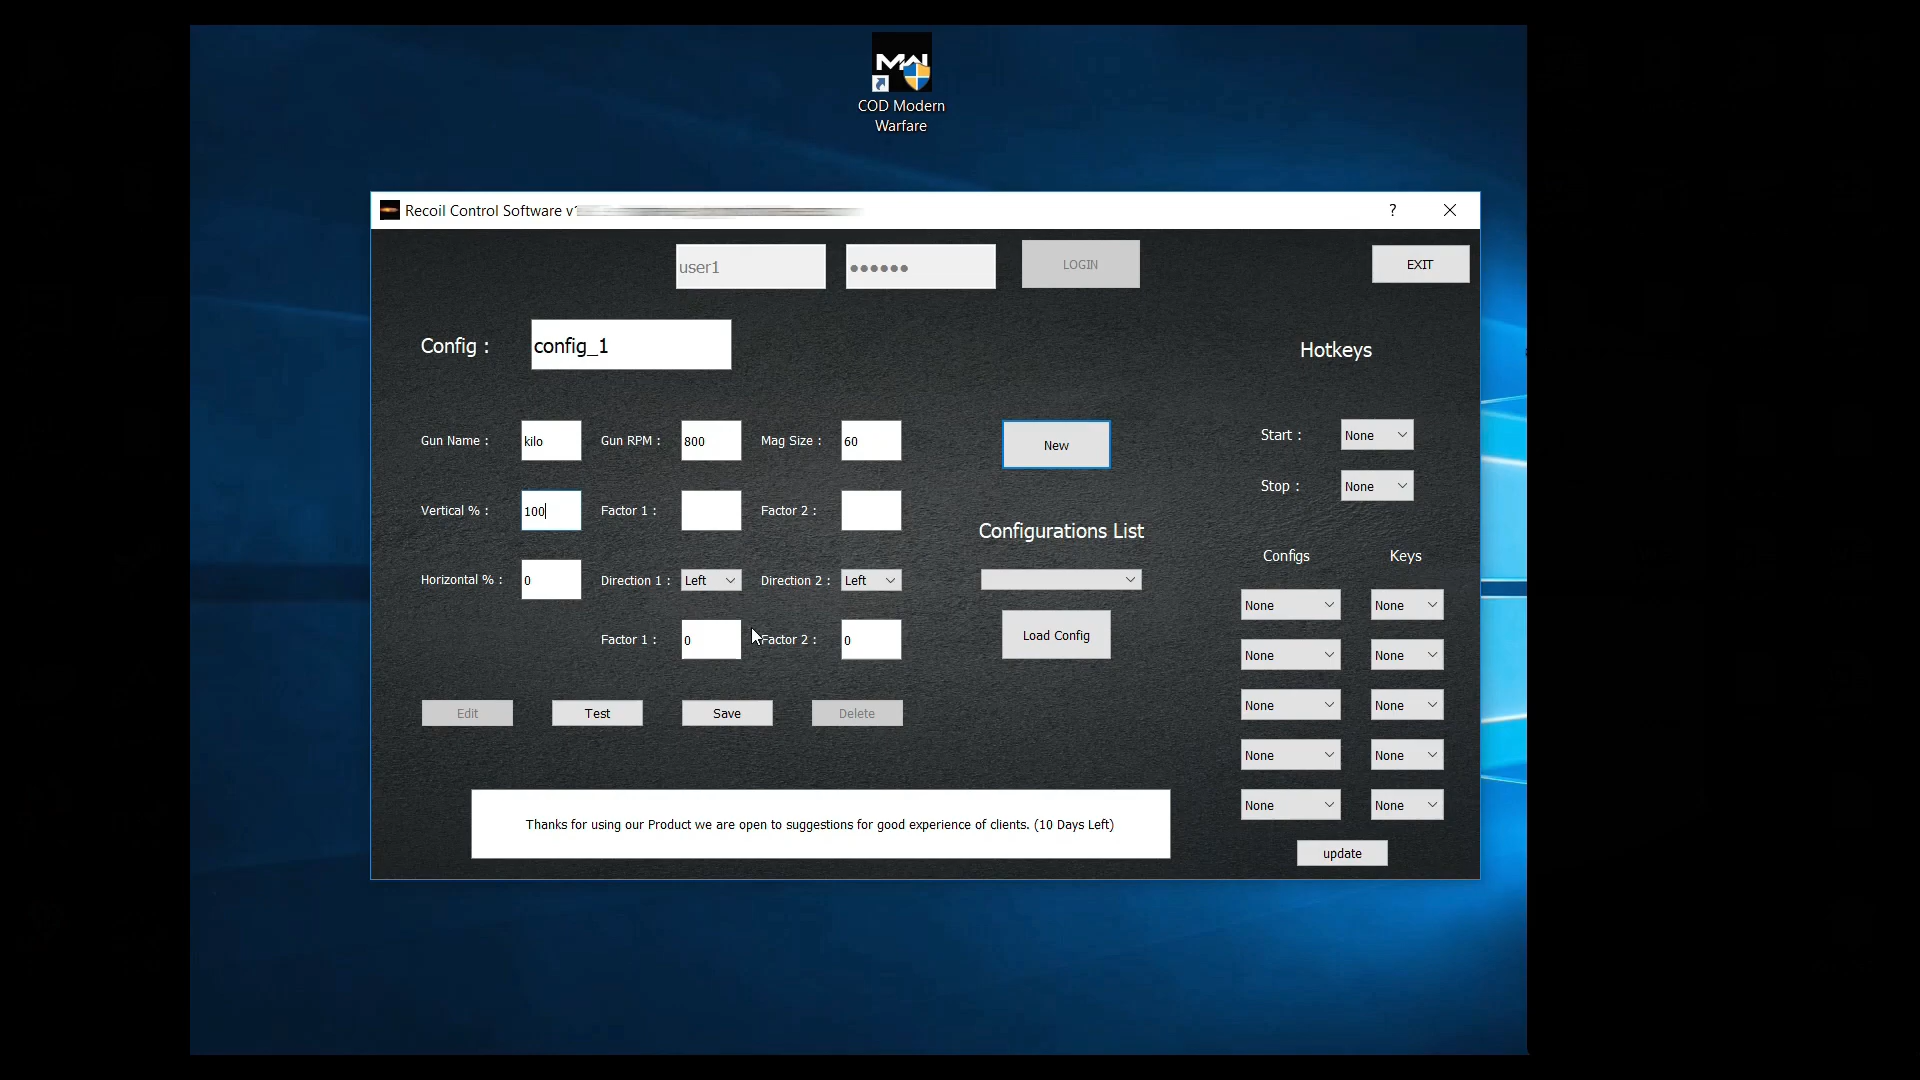 MW
COD Modern
Warfare
Recoil Control Software
?
user1
LOGIN
EXIT
Config :
config_1
Hotkeys
Gun Name :
kilo
Gun RPM :
800
Mag Size :
60
New
Start :
None
Vertical % :
100
Factor 1 :
Factor 2 :
Stop :
None
Configurations List
Configs
Keys
Horizontal % :
0
Direction 1 :
Left
Direction 2 :
Left
None
None
Factor 1 :
0
Factor 2 :
0
Load Config
None
None
Edit
Test
Save
Delete
None
None
None
None
None
None
Thanks for using our Product we are open to suggestions for good experience of clients. (10 Days Left)
update